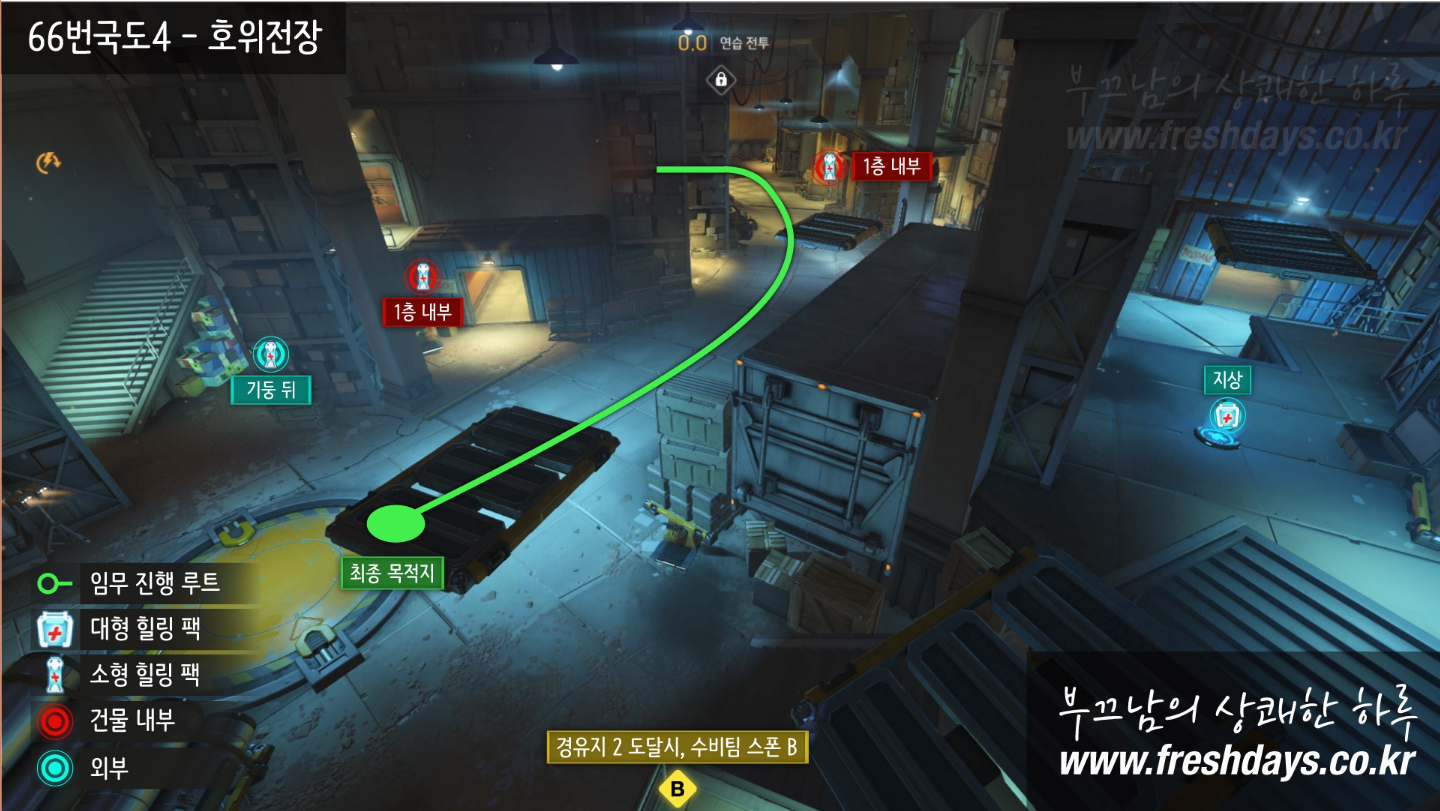 66번국도4 - 호위전장
0.0 연습 전투
부끄남의 상쾌한 하루
www.freshdays.co.kr
1층 내부
1층 내부
기둥 뒤
지상
최종 목적지
임무 진행 루트
대형 힐링 팩
소형 힐링 팩
건물 내부
외부
경유지 2 도달시, 수비팀 스폰 B
B
부끄남의 상쾌한 하루
www.freshdays.co.kr